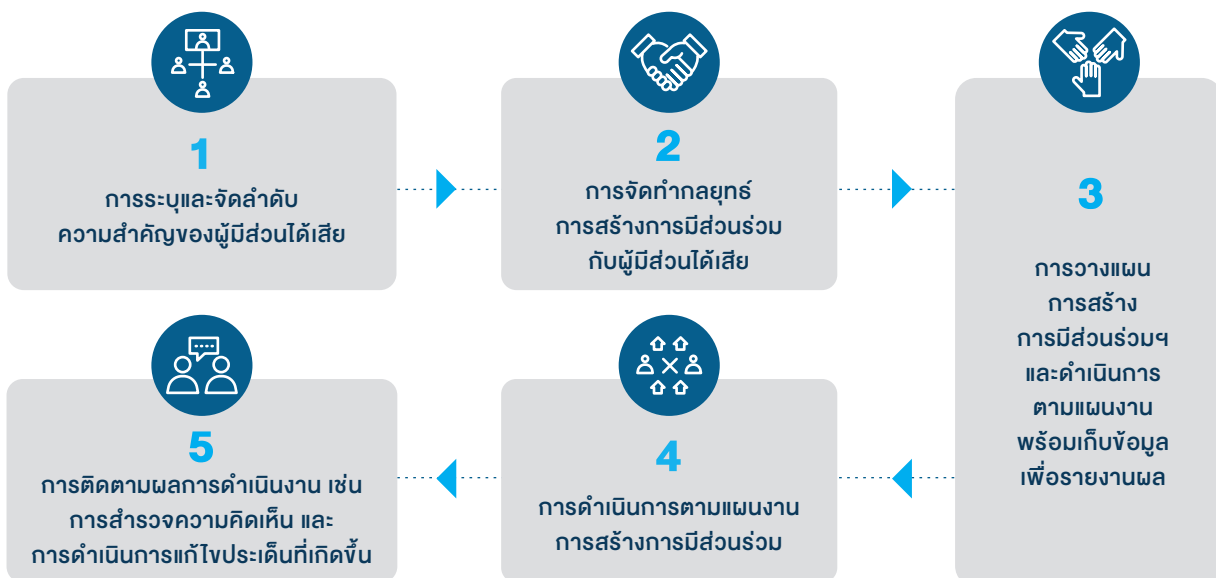 1
การระบุและจัดลำดับ
ความสำคัญของผู้มีส่วนได้เสีย
2
การจัดทำกลยุทธ์
การสร้างการมีส่วนร่วม
กับผู้มีส่วนได้เสีย
3
การวางแผน
การสร้าง
การมีส่วนร่วมฯ
และดำเนินการ
ตามแผนงาน
พร้อมเก็บข้อมูล
เพื่อรายงานผล
4
การดำเนินการตามแผนงาน
การสร้างการมีส่วนร่วม
5
การติดตามผลการดำเนินงาน เช่น
การสำรวจความคิดเห็น และ
การดำเนินการแก้ไขประเด็นที่เกิดขึ้น